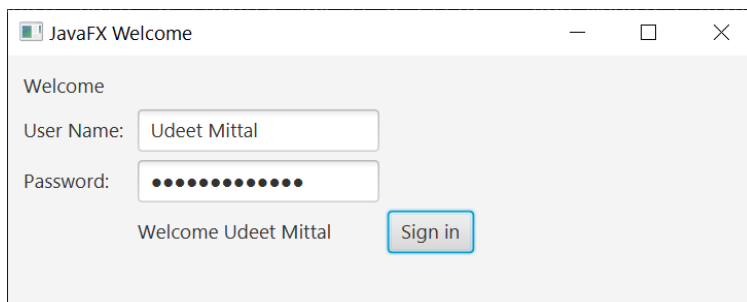 JavaFX Welcome
Welcome
User Name: Udeet Mittal
Password: ●●●●●●●●●●●●●
Welcome Udeet Mittal Sign in